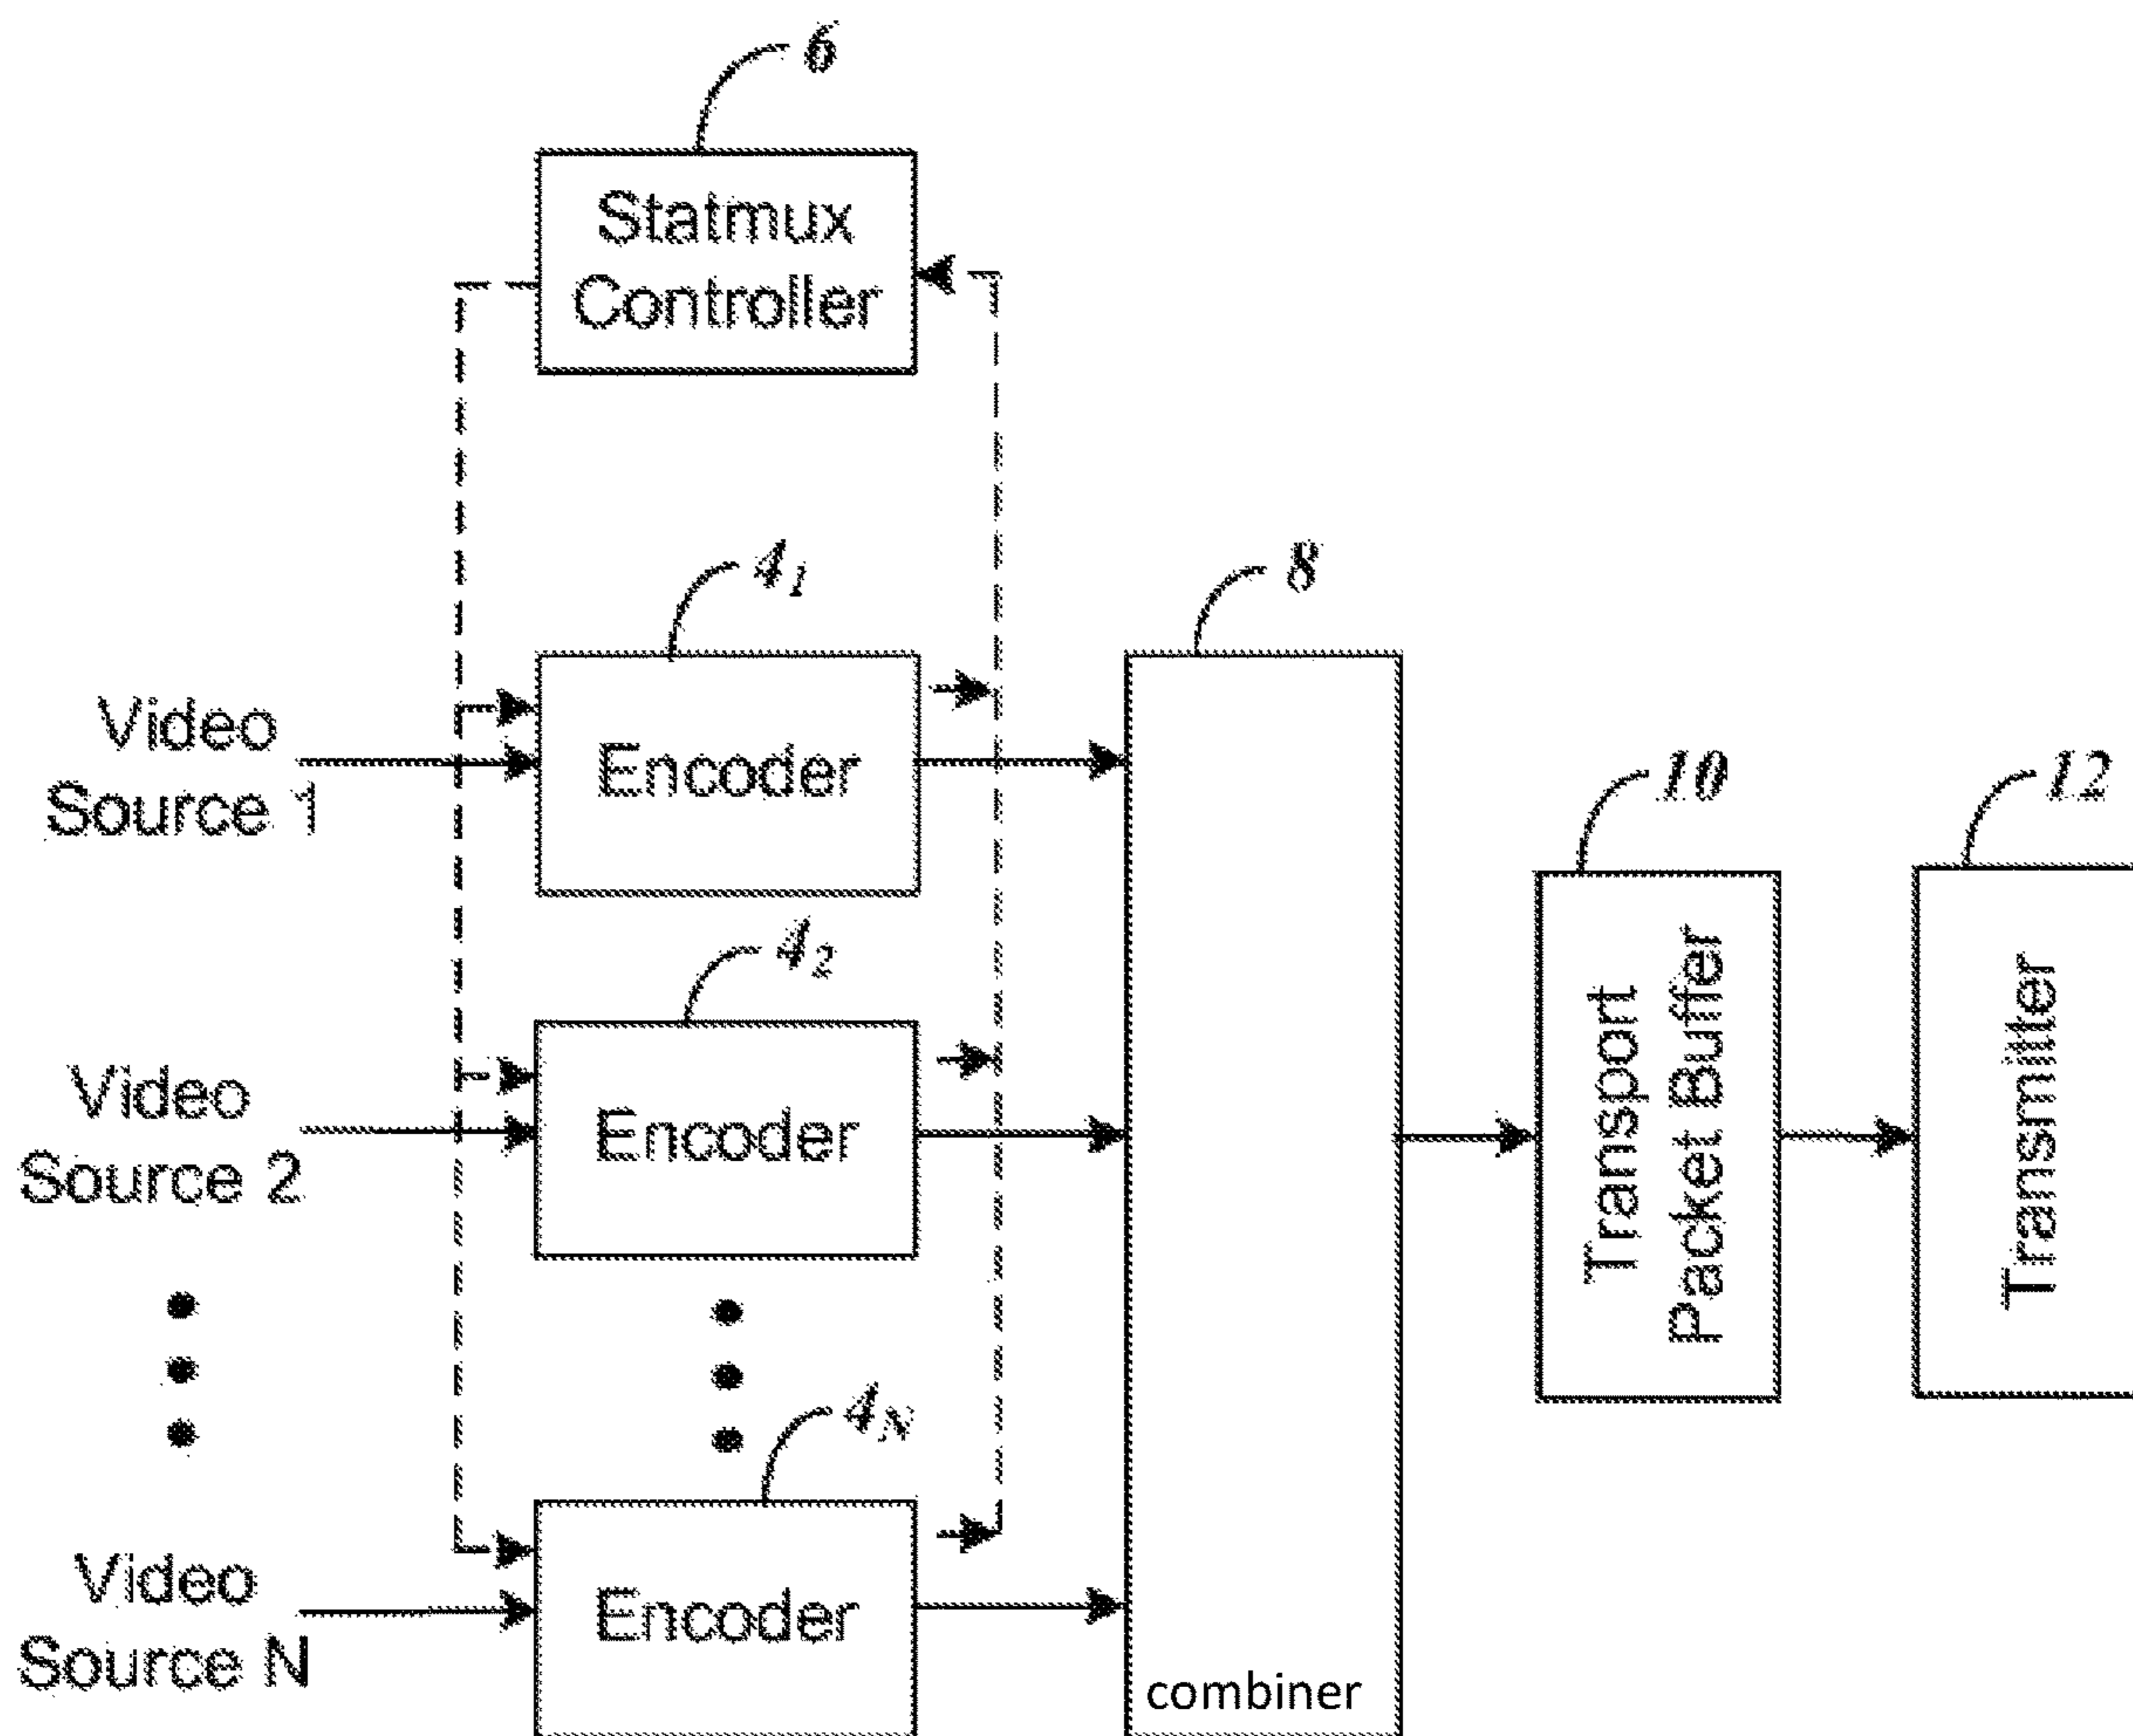 6
Statmux
Controller
4₁
8
Video
Source 1
Encoder
10
12
4₂
Video
Source 2
Encoder
Transport
Packet Buffer
Transmitter
4_N
Video
Source N
Encoder
combiner